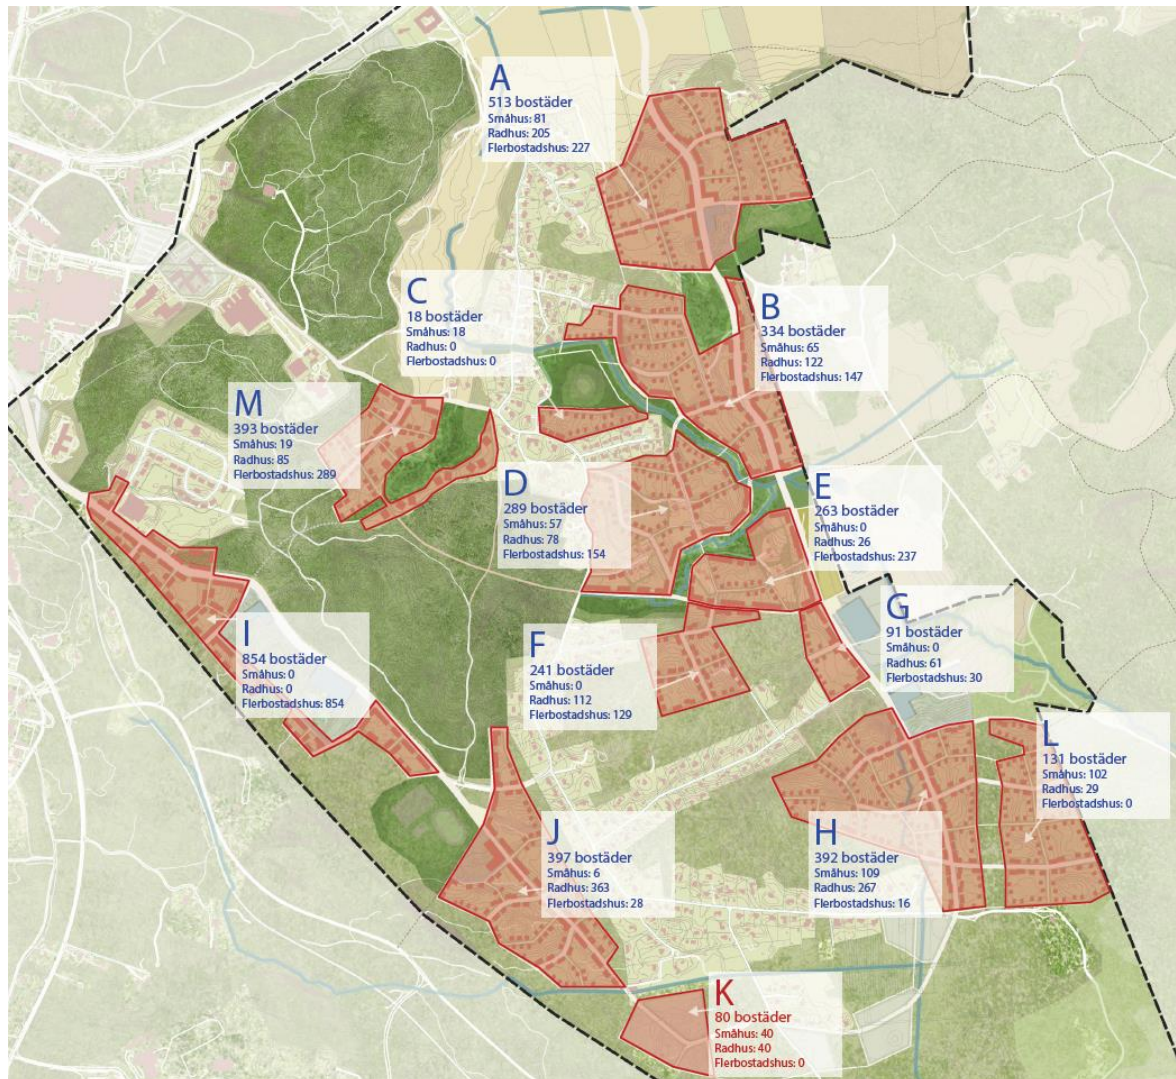 A
513 bostäder
Småhus: 81
Radhus: 205
Flerbostadshus: 227
C
18 bostäder
Småhus: 18
Radhus: 0
Flerbostadshus: 0
B
334 bostäder
Småhus: 65
Radhus: 122
Flerbostadshus: 147
M
393 bostäder
Småhus: 19
Radhus: 85
Flerbostadshus: 289
D
289 bostäder
Småhus: 57
Radhus: 78
Flerbostadshus: 154
E
263 bostäder
Småhus: 0
Radhus: 26
Flerbostadshus: 237
G
91 bostäder
Småhus: 0
Radhus: 61
Flerbostadshus: 30
I
854 bostäder
Småhus: 0
Radhus: 0
Flerbostadshus: 854
F
241 bostäder
Småhus: 0
Radhus: 112
Flerbostadshus: 129
L
131 bostäder
Småhus: 102
Radhus: 29
Flerbostadshus: 0
J
397 bostäder
Småhus: 6
Radhus: 363
Flerbostadshus: 28
H
392 bostäder
Småhus: 109
Radhus: 267
Flerbostadshus: 16
K
80 bostäder
Småhus: 40
Radhus: 40
Flerbostadshus: 0